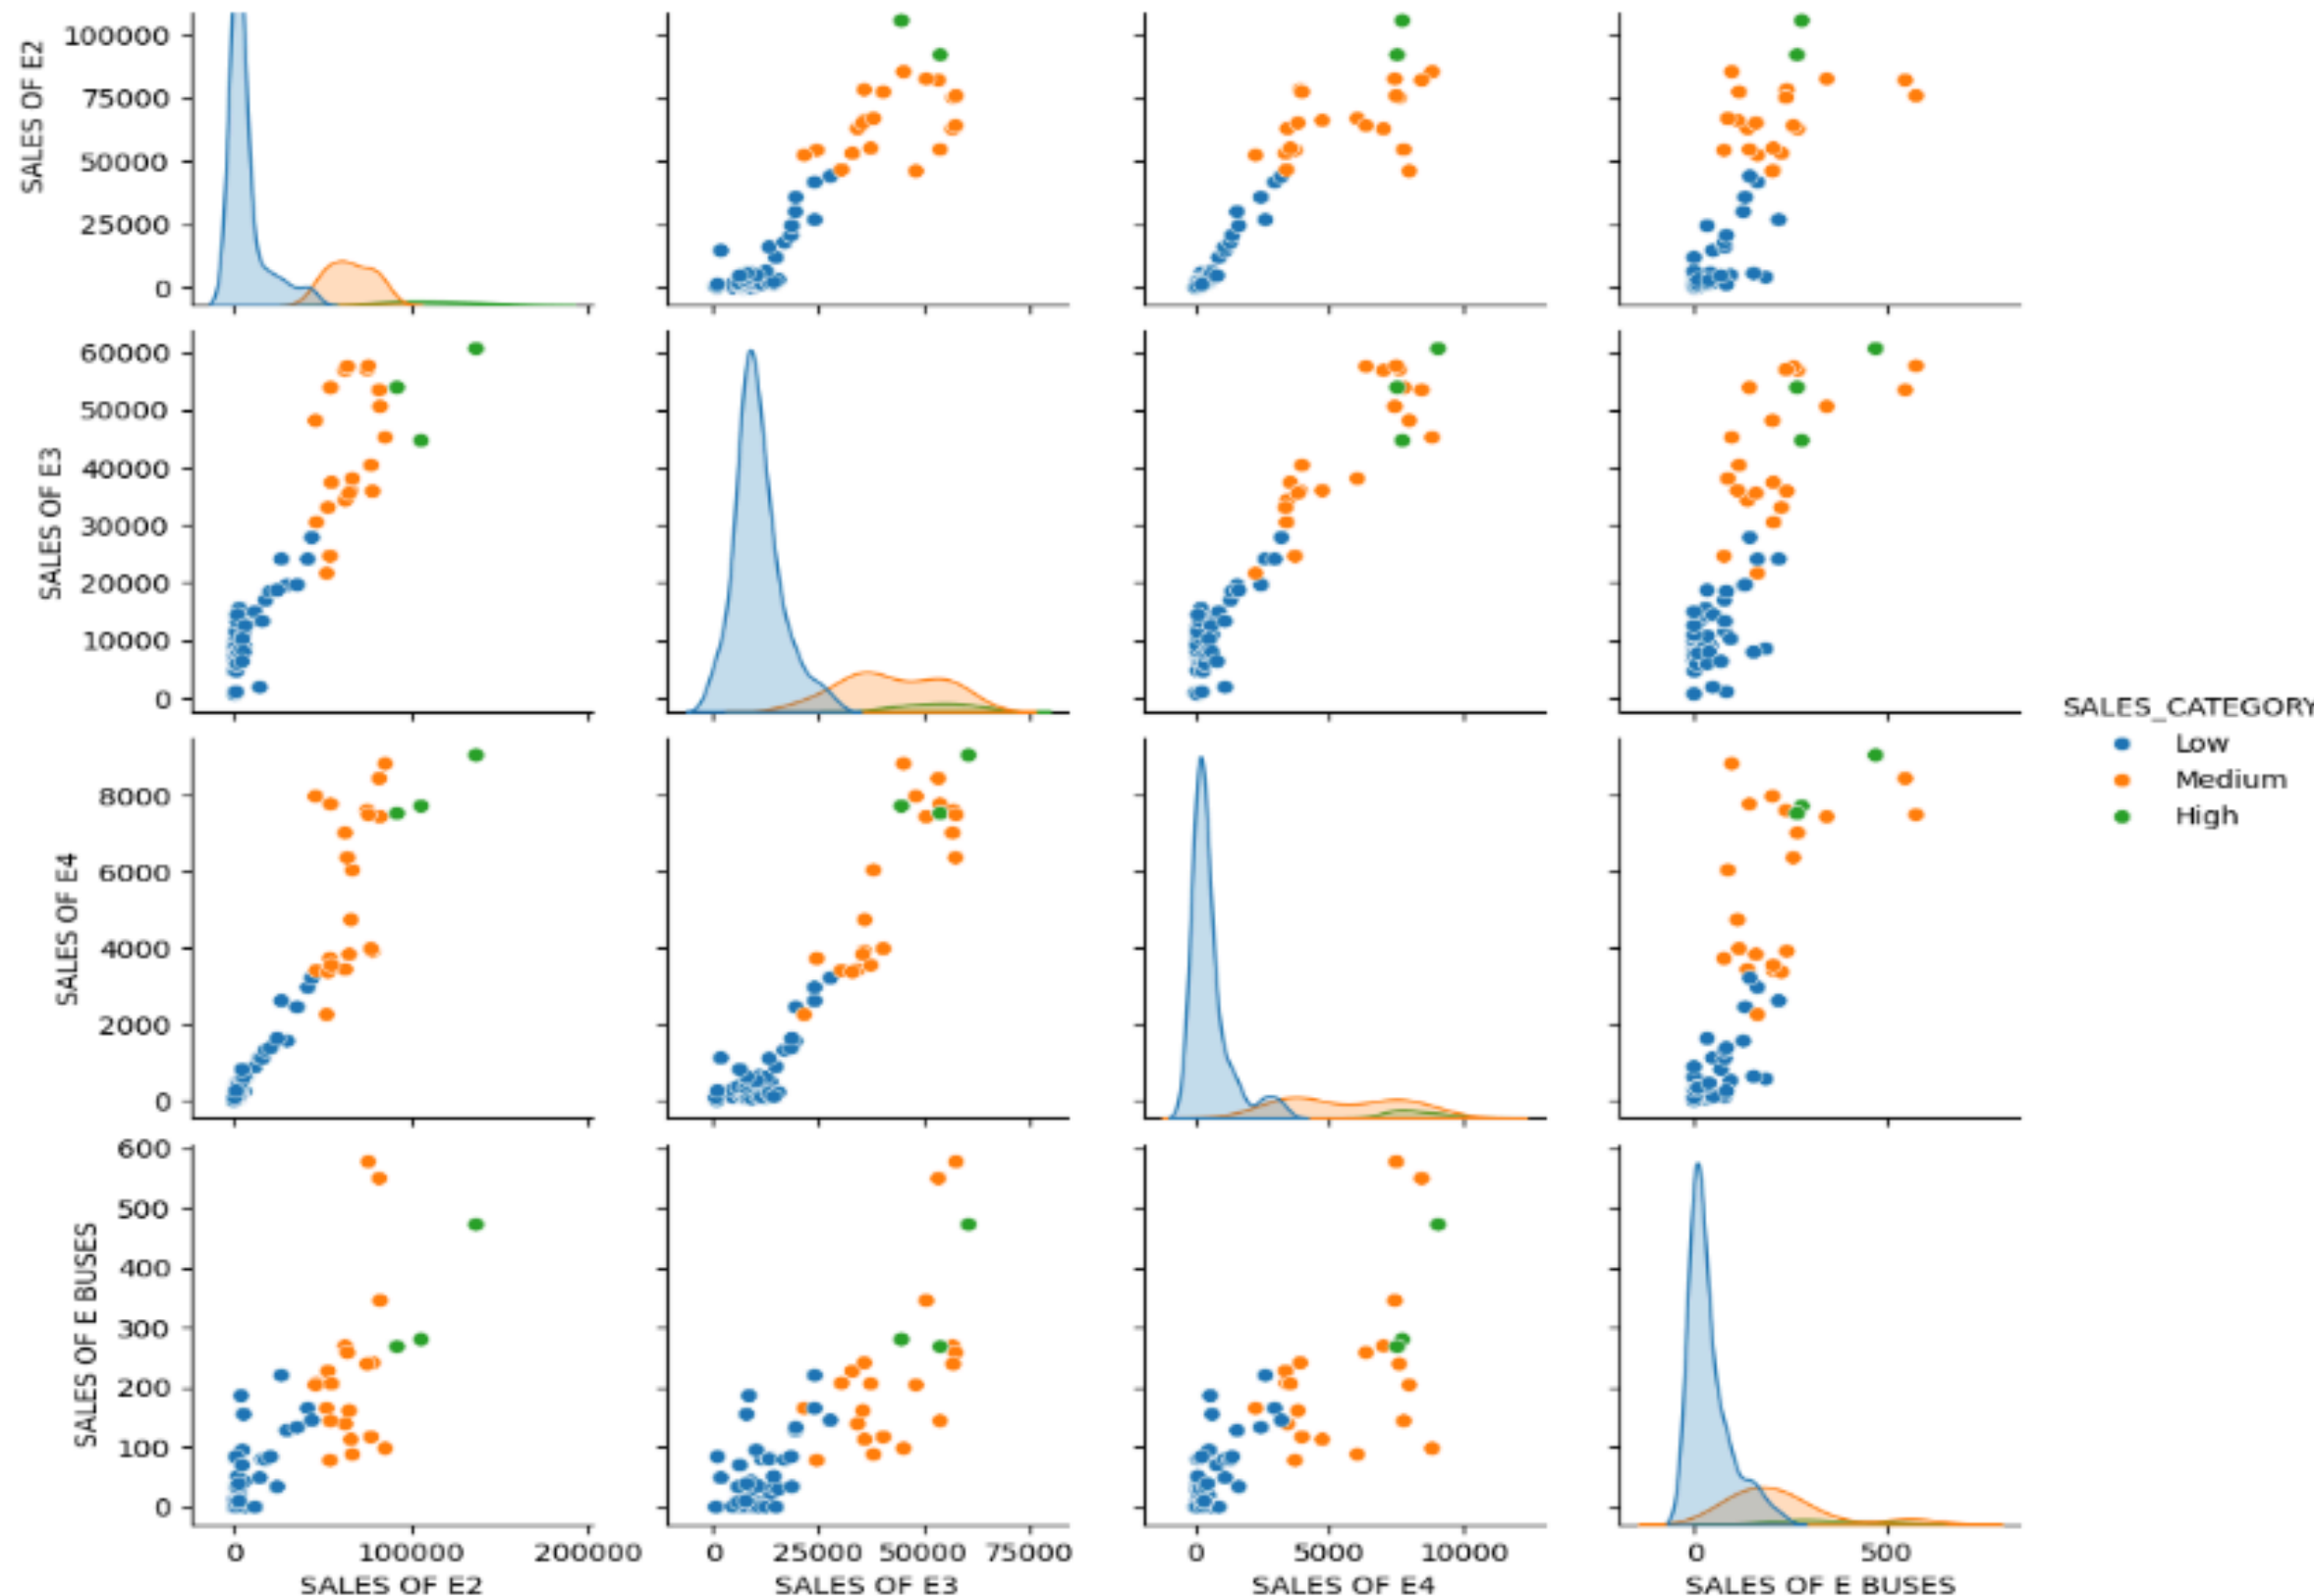 SALES OF E2
100000
75000
50000
25000
0
SALES OF E3
60000
50000
40000
30000
20000
10000
0
SALES_CATEGORY
Low
Medium
High
SALES OF E4
8000
6000
4000
2000
0
SALES OF E BUSES
600
500
400
300
200
100
0
0 100000 200000 0 25000 50000 75000 0 5000 10000 0 500
SALES OF E2 SALES OF E3 SALES OF E4 SALES OF E BUSES